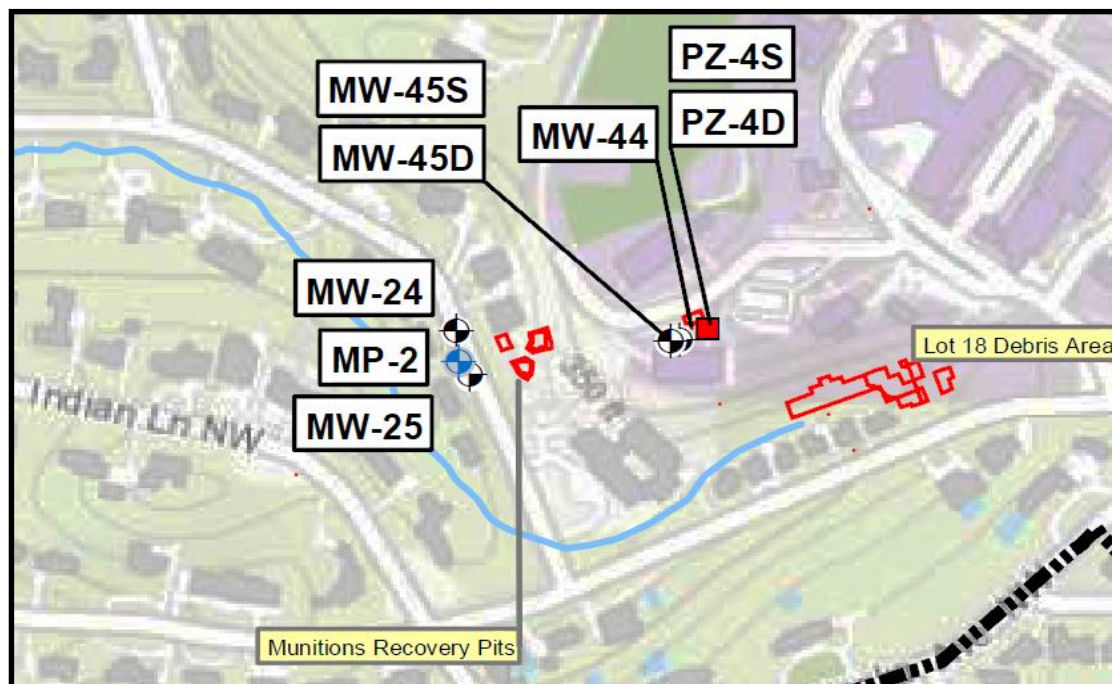 PZ-4S
MW-45S
PZ-4D
MW-44
MW-45D
MW-24
MP-2
MW-25
Lot 18 Debris Area
Indian Ln NW
Munitions Recovery Pits